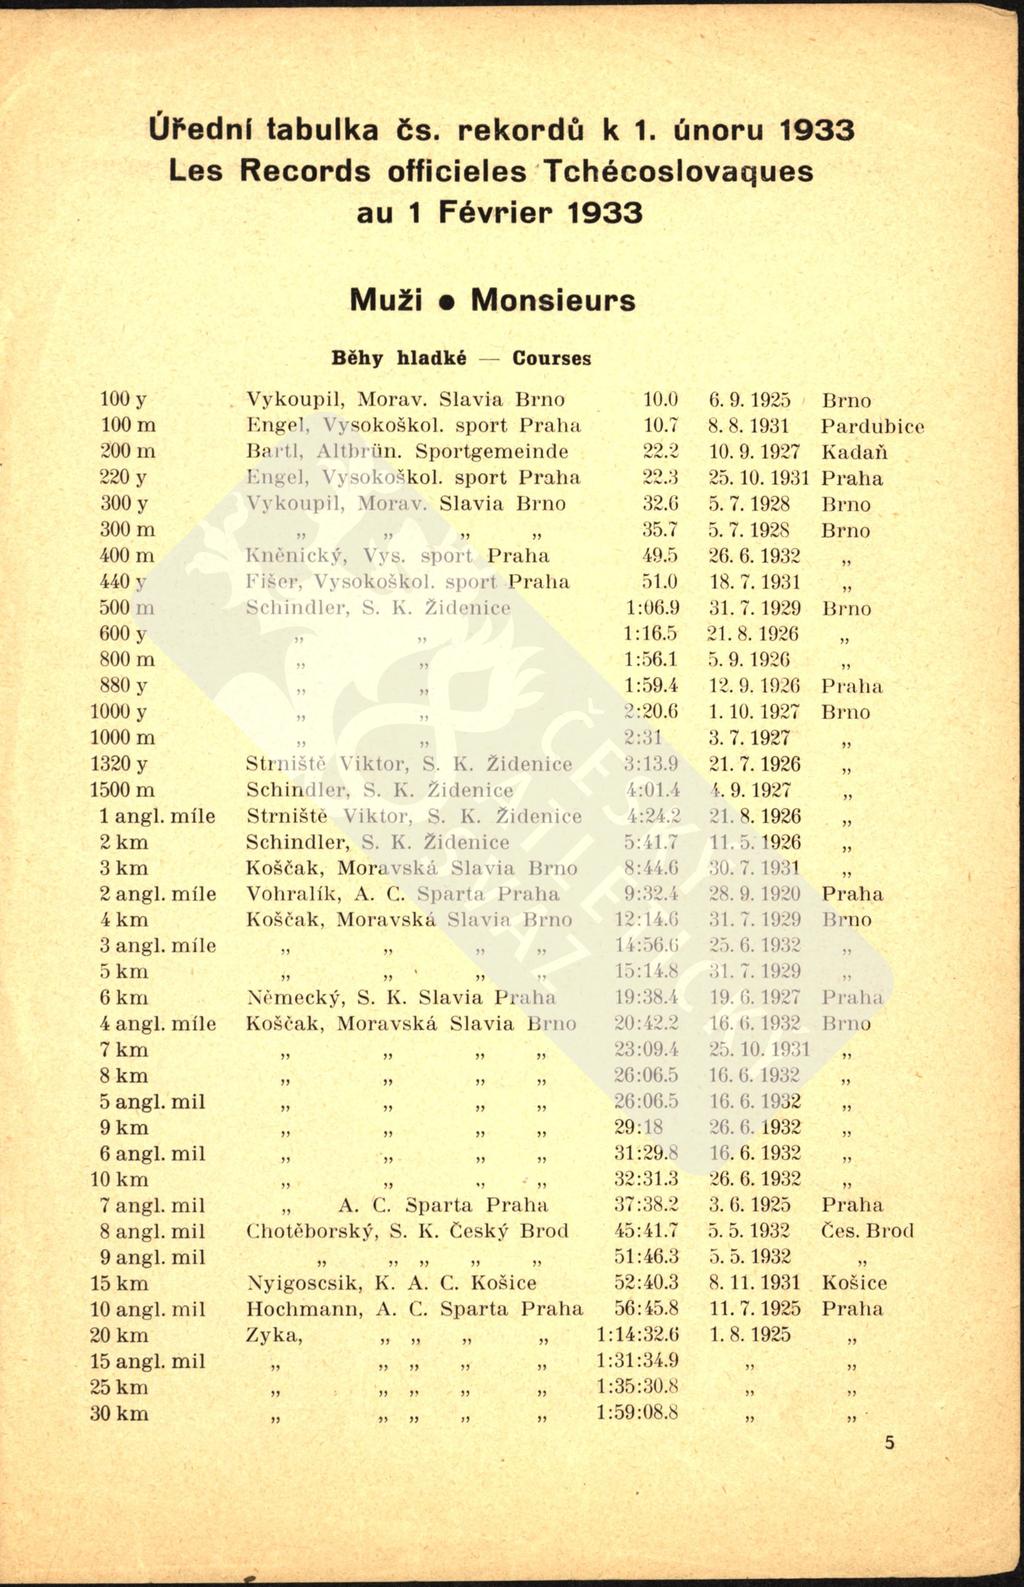 Úřední tabulka čs. rekordů k 1. únoru 1933
Les Records officieles Tchécoslovaques
au 1 Février 1933
Muži • Monsieurs
Běhy hladké — Courses
100 y Vykoupil, Morav. Slavia Brno 10.0 6. 9. 1925 Brno
100 m Engel, Vysokoškol. sport Praha 10.7 8. 8. 1931 Pardubice
200 m Bartl, Altbrün. Sportgemeinde 22.2 10. 9. 1927 Kadaň
220 y Engel, Vysokoškol. sport Praha 22.3 25. 10. 1931 Praha
300 y Vykoupil, Morav. Slavia Brno 32.6 5. 7. 1928 Brno
300 m „ „ „ „ 35.7 5. 7. 1928 Brno
400 m Kněnický, Vys. sport Praha 49.5 26. 6. 1932 „
440 y Fišer, Vysokoškol. sport Praha 51.0 18. 7. 1931 „
500 m Schindler, S. K. Židenice 1:06.9 31. 7. 1929 Brno
600 y „ „ 1:16.5 21. 8. 1926 „
800 m „ „ 1:56.1 5. 9. 1926 „
880 y „ „ 1:59.4 12. 9. 1926 Praha
1000 y „ „ 2:20.6 1. 10. 1927 Brno
1000 m „ „ 2:31 3. 7. 1927 „
1320 y Strniště Viktor, S. K. Židenice 3:13.9 21. 7. 1926 „
1500 m Schindler, S. K. Židenice 4:01.4 4. 9. 1927 „
1 angl. míle Strniště Viktor, S. K. Židenice 4:24.2 21. 8. 1926 „
2 km Schindler, S. K. Židenice 5:41.7 11. 5. 1926 „
3 km Koščak, Moravská Slavia Brno 8:44.6 30. 7. 1931 „
2 angl. míle Vohralík, A. C. Sparta Praha 9:32.4 28. 9. 1920 Praha
4 km Koščak, Moravská Slavia Brno 12:14.6 31. 7. 1929 Brno
3 angl. míle „ „ „ „ 14:56.6 25. 6. 1932 „
5 km „ „ „ „ 15:14.8 31. 7. 1929 „
6 km Německý, S. K. Slavia Praha 19:38.4 19. 6. 1927 Praha
4 angl. míle Koščak, Moravská Slavia Brno 20:42.2 16. 6. 1932 Brno
7 km „ „ „ „ 23:09.4 25. 10. 1931 „
8 km „ „ „ „ 26:06.5 16. 6. 1932 „
5 angl. mil „ „ „ „ 26:06.5 16. 6. 1932 „
9 km „ „ „ „ 29:18 26. 6. 1932 „
6 angl. mil „ „ „ „ 31:29.8 16. 6. 1932 „
10 km „ „ „ „ 32:31.3 26. 6. 1932 „
7 angl. mil „ A. C. Sparta Praha 37:38.2 3. 6. 1925 Praha
8 angl. mil Chotěborský, S. K. Český Brod 45:41.7 5. 5. 1932 Čes. Brod
9 angl. mil „ „ „ „ „ 51:46.3 5. 5. 1932 „
15 km Nyigoscsik, K. A. C. Košice 52:40.3 8. 11. 1931 Košice
10 angl. mil Hochmann, A. C. Sparta Praha 56:45.8 11. 7. 1925 Praha
20 km Zyka, „ „ „ „ 1:14:32.6 1. 8. 1925 „
15 angl. mil „ „ „ „ „ 1:31:34.9 „ „
25 km „ „ „ „ „ 1:35:30.8 „ „
30 km „ „ „ „ „ 1:59:08.8 „ „
5